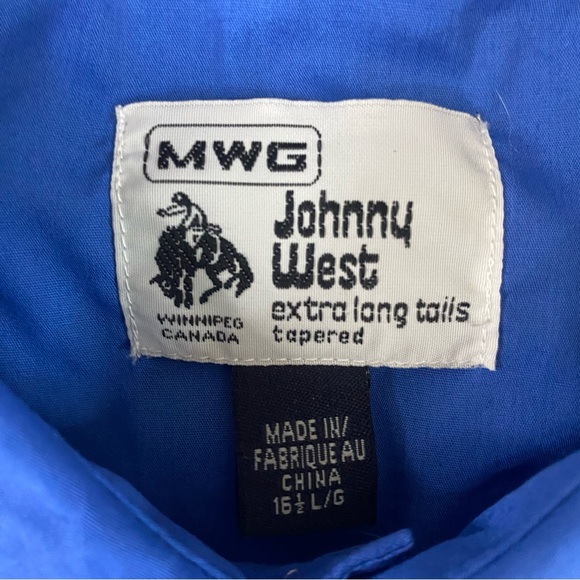 MWG
Johnny
West
extra long tails
tapered
WINNIPEG
CANADA
MADE IN/
FABRIQUE AU
CHINA
16½ L/G